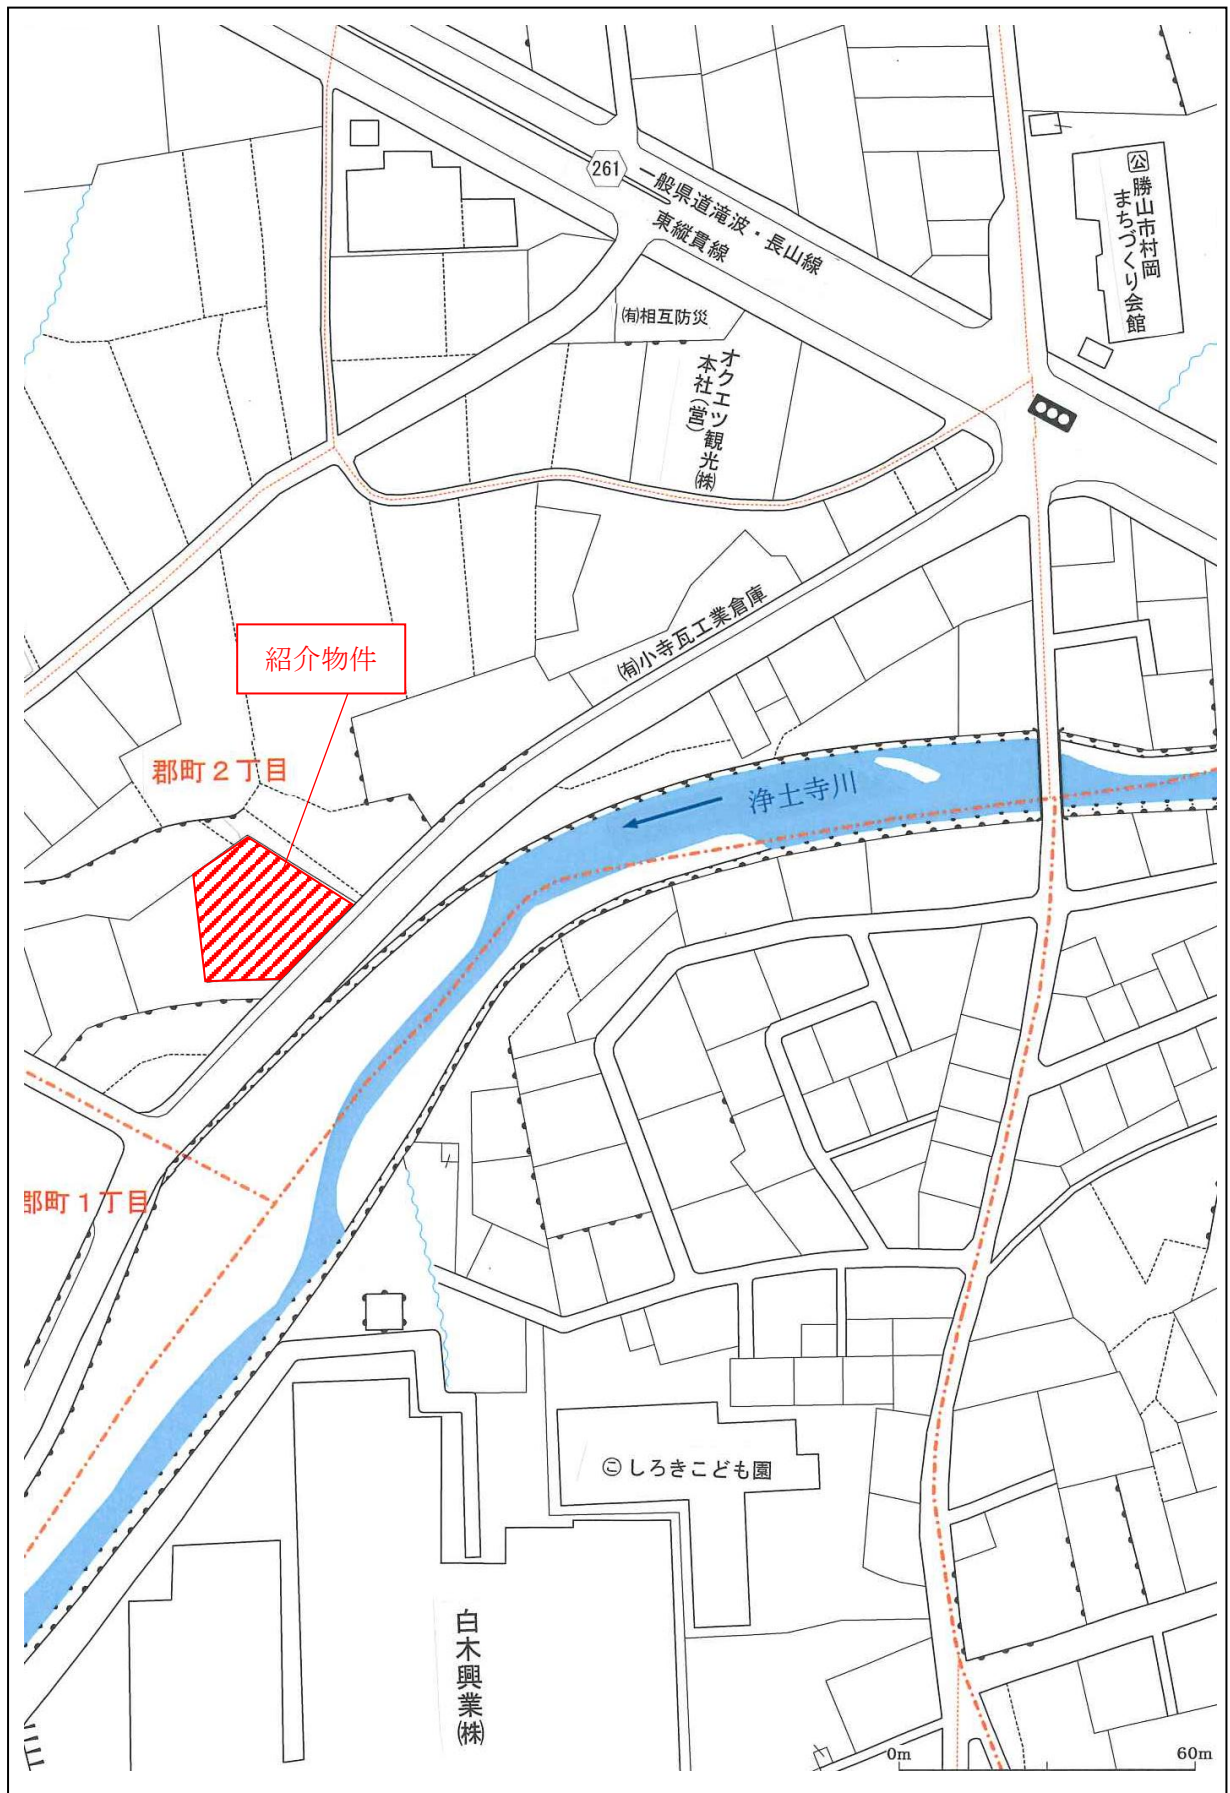 261
一般県道滝波・長山線
東縦貫線
公 勝山市村岡
まちづくり会館
(有)相互防災
オクエツ観光(株)
本社(営)
(有)小寺瓦工業倉庫
紹介物件
郡町2丁目
浄土寺川
郡町1丁目
こ しろきこども園
白木興業(株)
0m 60m